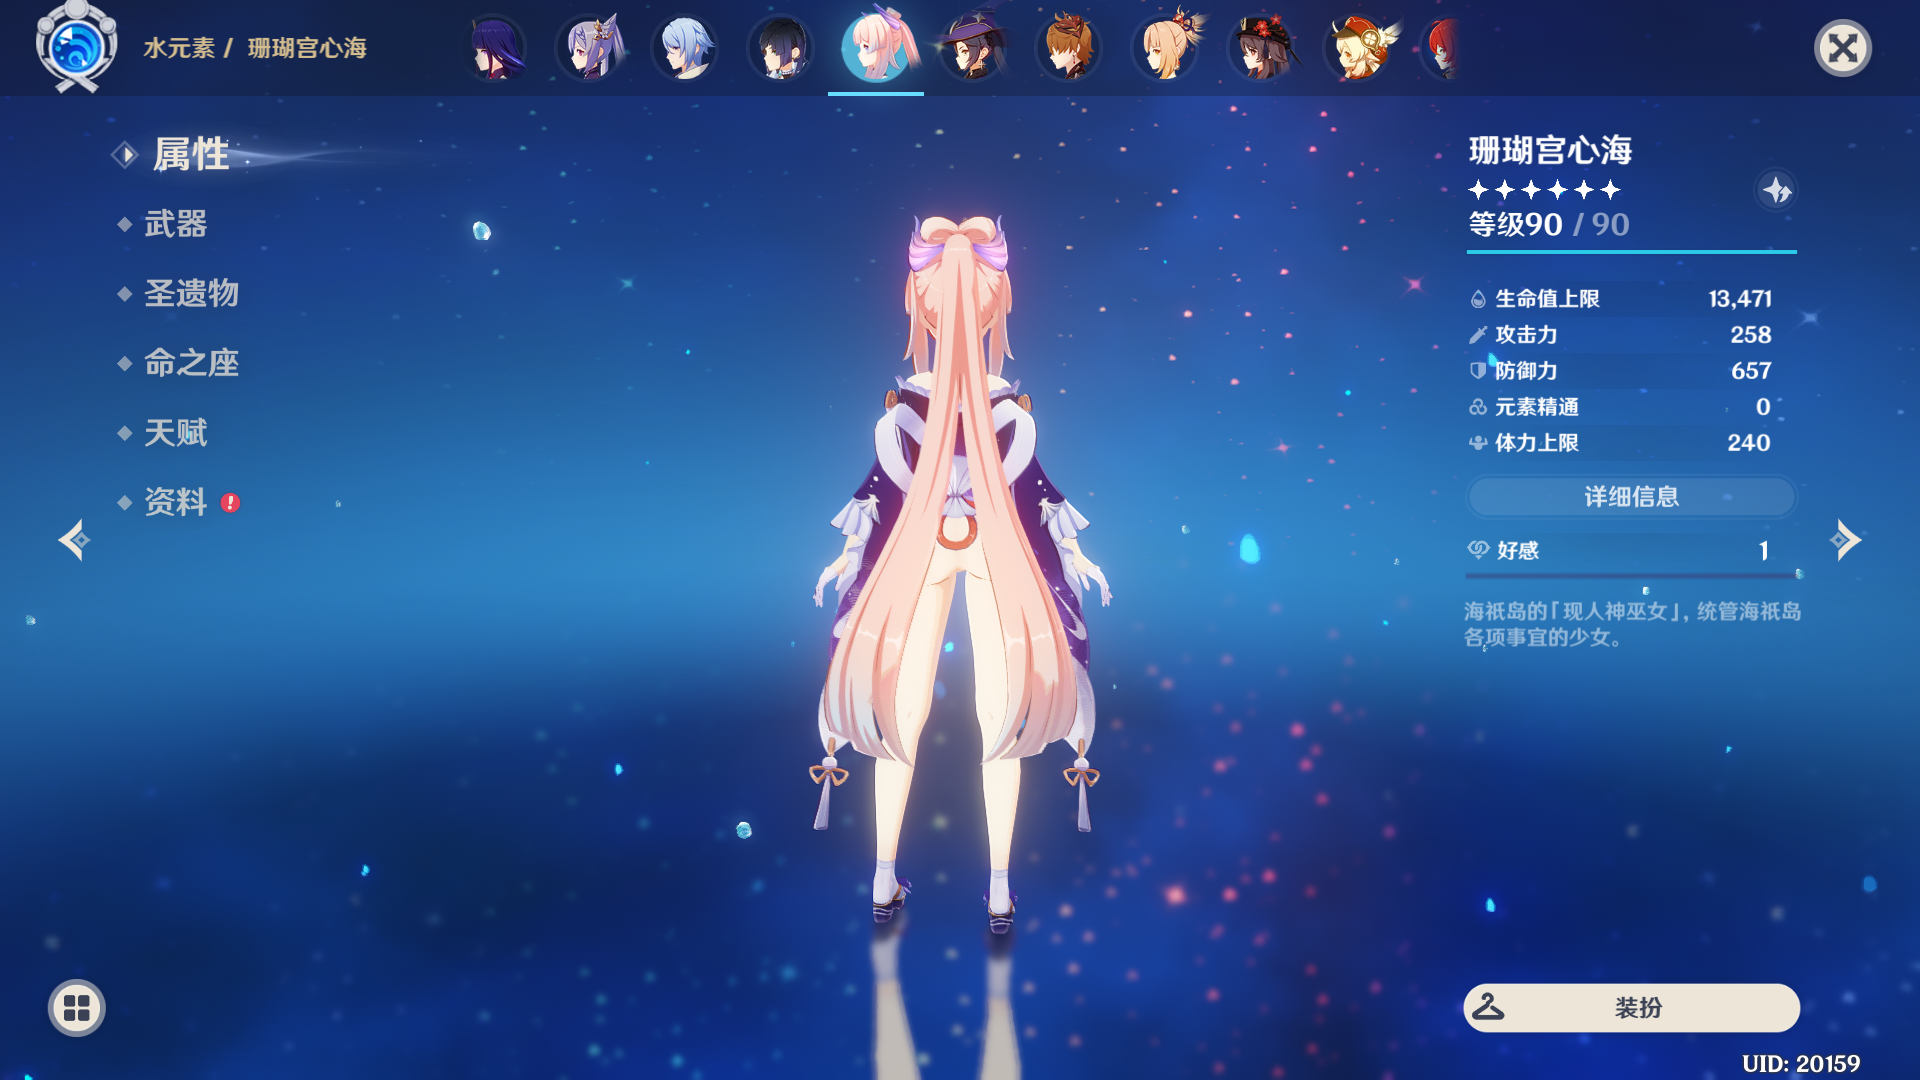 水元素 / 珊瑚宫心海
属性
武器
圣遗物
命之座
天赋
资料
珊瑚宫心海
等级90 / 90
生命值上限 13,471
攻击力 258
防御力 657
元素精通 0
体力上限 240
详细信息
好感 1
海祇岛的「现人神巫女」，统管海祇岛
各项事宜的少女。
装扮
UID: 20159